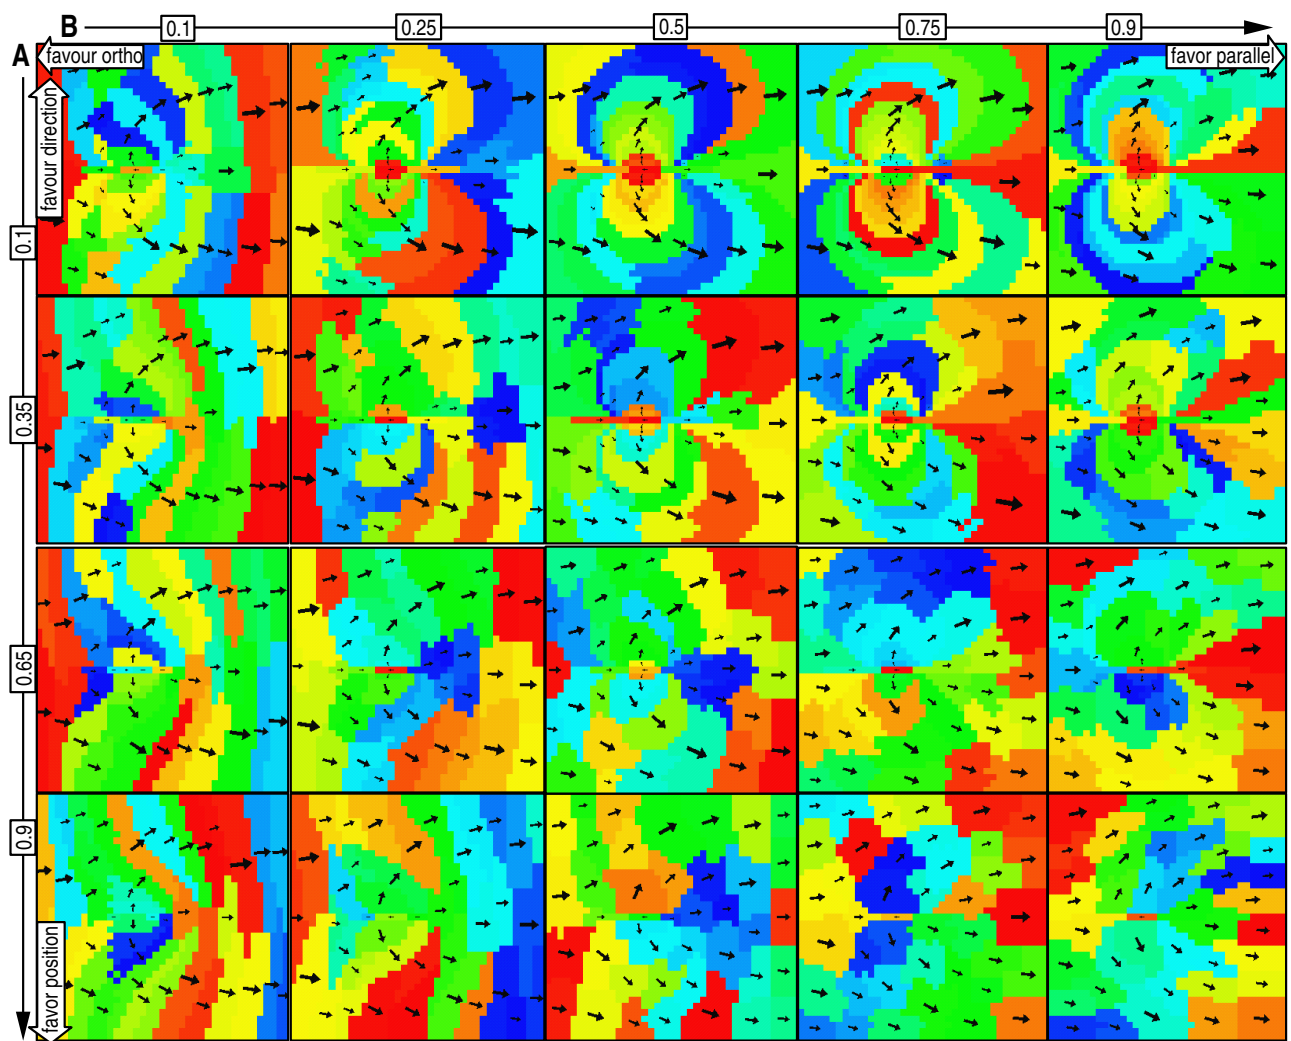 B 0.1 0.25 0.5 0.75 0.9
A favour ortho favor parallel
favour direction
0.1
0.35
0.65
0.9
favor position